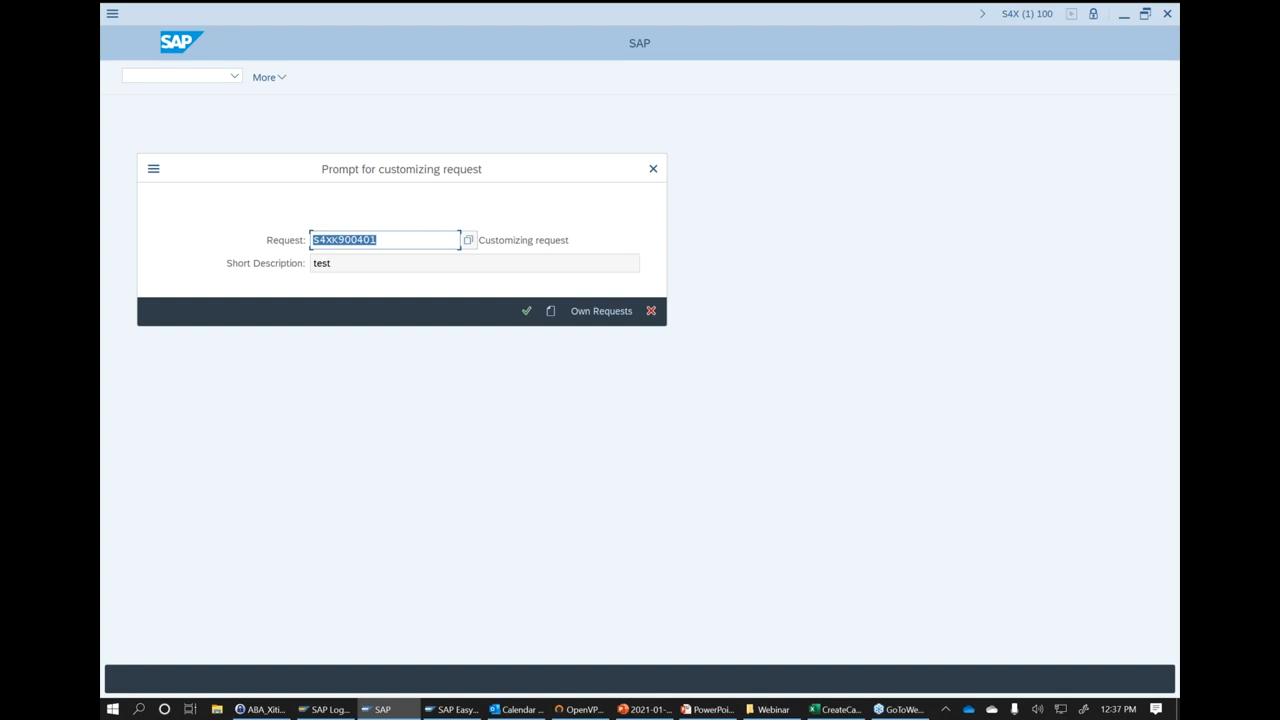 S4X (1) 100
SAP
SAP
More
Prompt for customizing request
Request: S4XK900401 Customizing request
Short Description: test
Own Requests
ABA_Xiti... SAP Log... SAP SAP Easy... Calendar ... OpenVP... 2021-01-... PowerPoi... Webinar CreateCa... GoToWe... 12:37 PM